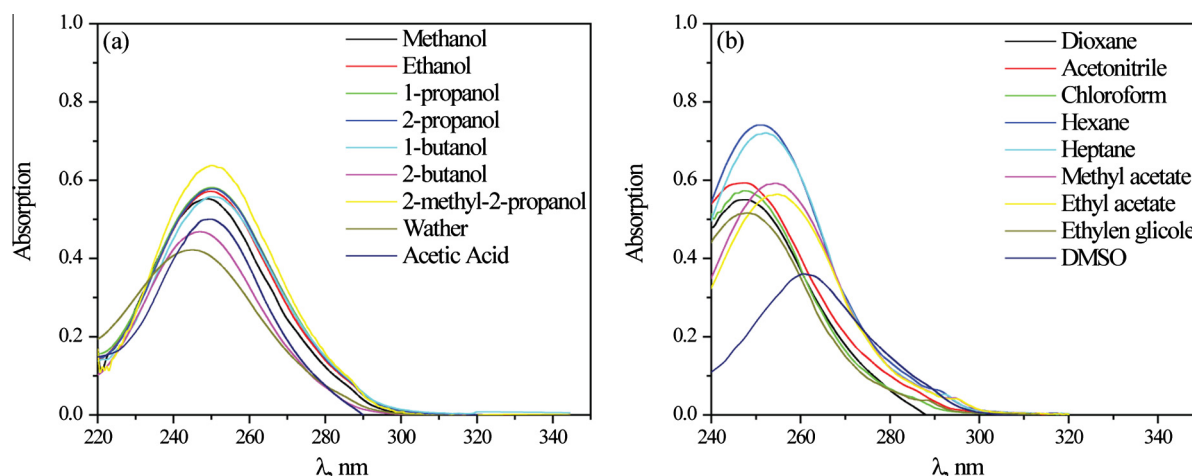 (a)
Methanol
Ethanol
1-propanol
2-propanol
1-butanol
2-butanol
2-methyl-2-propanol
Wather
Acetic Acid
1.0
0.8
0.6
0.4
0.2
0.0
Absorption
220 240 260 280 300 320 340
λ, nm
(b)
Dioxane
Acetonitrile
Chloroform
Hexane
Heptane
Methyl acetate
Ethyl acetate
Ethylen glicole
DMSO
1.0
0.8
0.6
0.4
0.2
0.0
Absorption
240 260 280 300 320 340
λ, nm